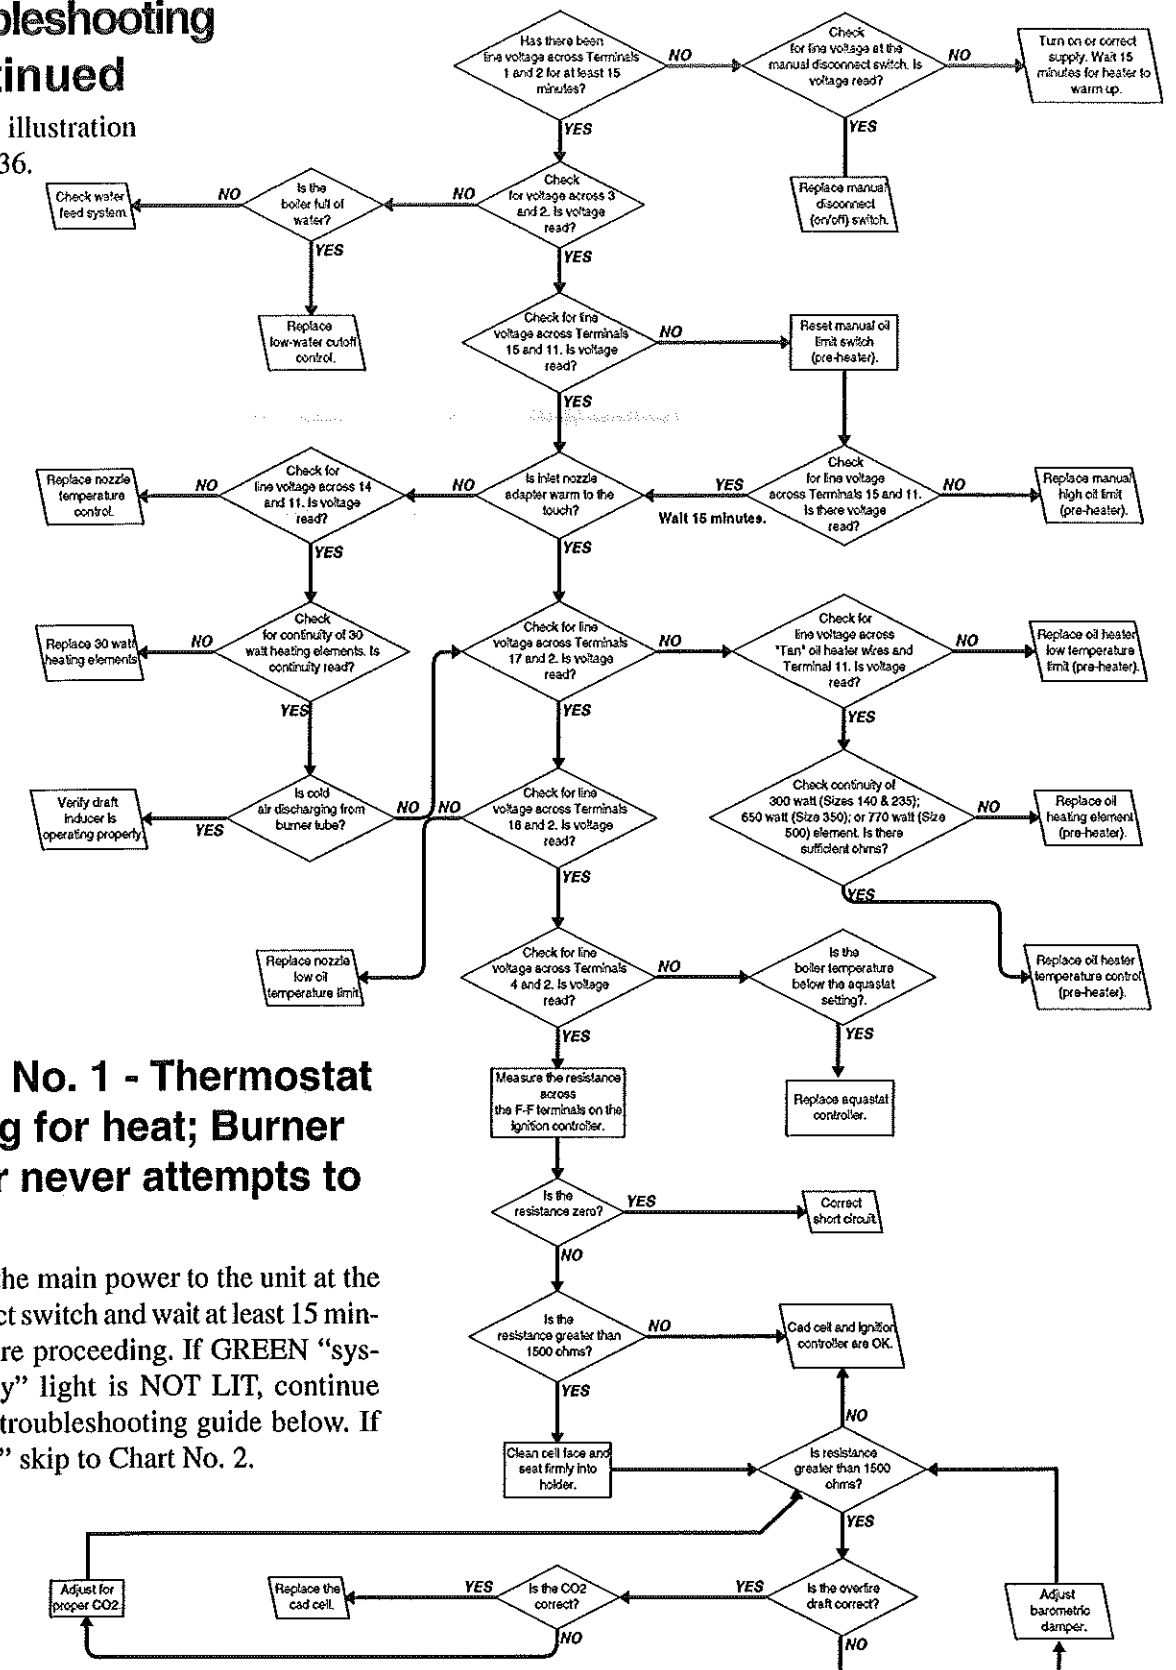 bleshooting
tinued
illustration
36.
Has there been
line voltage across Terminals
1 and 2 for at least 15
minutes?
NO
Check
for line voltage at the
manual disconnect switch. Is
voltage read?
NO
Turn on or correct
supply. Wait 15
minutes for heater to
warm up.
YES
YES
Replace manual
disconnect
(on/off) switch.
Check
for voltage across 3
and 2. Is voltage
read?
NO
Is the
boiler full of
water?
NO
Check water
feed system.
YES
YES
Replace
low-water cutoff
control.
Check for line
voltage across Terminals
15 and 11. Is voltage
read?
NO
Reset manual oil
limit switch
(pre-heater).
YES
Replace nozzle
temperature
control.
NO
Check for
line voltage across 14
and 11. Is voltage
read?
NO
Is inlet nozzle
adapter warm to the
touch?
YES
Wait 15 minutes.
Check
for line voltage
across Terminals 15 and 11.
Is there voltage
read?
NO
Replace manual
high oil limit
(pre-heater).
YES
YES
Replace 30 watt
heating elements
NO
Check
for continuity of 30
watt heating elements. Is
continuity read?
Check for line
voltage across Terminals
17 and 2. Is voltage
read?
NO
Check for
line voltage across
"Tan" oil heater wires and
Terminal 11. Is voltage
read?
NO
Replace oil heater
low temperature
limit (pre-heater).
YES
YES
YES
Verify draft
inducer is
operating properly
YES
Is cold
air discharging from
burner tube?
NO
NO
Check for line
voltage across Terminals
16 and 2. Is voltage
read?
Check continuity of
300 watt (Sizes 140 & 235);
650 watt (Size 350); or 770 watt (Size
500) element. Is there
sufficient ohms?
NO
Replace oil
heating element
(pre-heater).
YES
YES
Replace nozzle
low oil
temperature limit
Check for line
voltage across Terminals
4 and 2. Is voltage
read?
NO
Is the
boiler temperature
below the aquastat
setting?.
Replace oil heater
temperature control
(pre-heater).
YES
YES
No. 1 - Thermostat
g for heat; Burner
r never attempts to
Measure the resistance
across
the F-F terminals on the
ignition controller.
Replace aquastat
controller.
Is the
resistance zero?
YES
Correct
short circuit
NO
the main power to the unit at the
ct switch and wait at least 15 min-
re proceeding. If GREEN “sys-
y” light is NOT LIT, continue
troubleshooting guide below. If
” skip to Chart No. 2.
Is the
resistance greater than
1500 ohms?
NO
Cad cell and ignition
controller are OK.
YES
NO
Clean cell face and
seat firmly into
holder.
Is resistance
greater than 1500
ohms?
YES
Adjust for
proper CO2
Replace the
cad cell.
YES
Is the CO2
correct?
YES
Is the overfire
draft correct?
Adjust
barometric
damper.
NO
NO